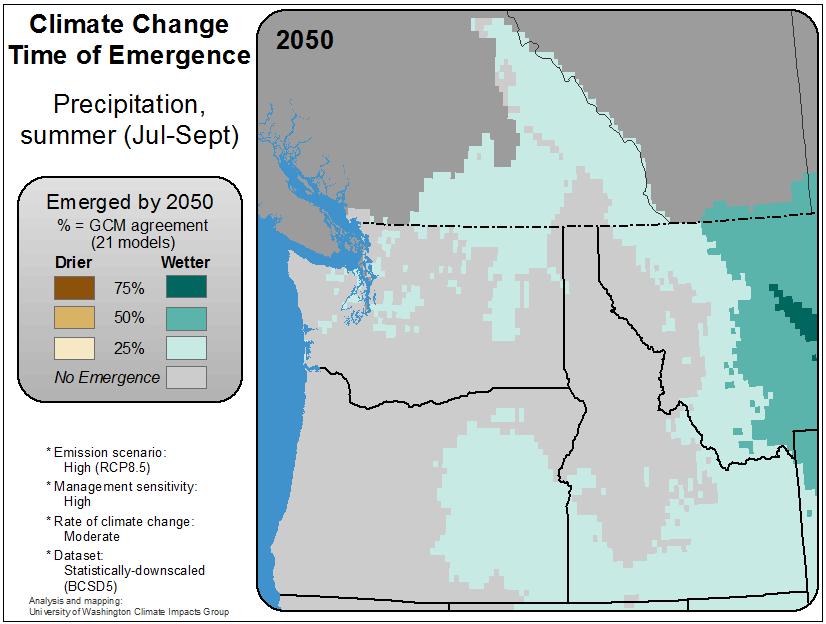 Climate Change
Time of Emergence
Precipitation,
summer (Jul-Sept)
Emerged by 2050
% = GCM agreement
(21 models)
Drier Wetter
75%
50%
25%
No Emergence
* Emission scenario:
High (RCP8.5)
* Management sensitivity:
High
* Rate of climate change:
Moderate
* Dataset:
Statistically-downscaled
(BCSD5)
Analysis and mapping:
University of Washington Climate Impacts Group
2050